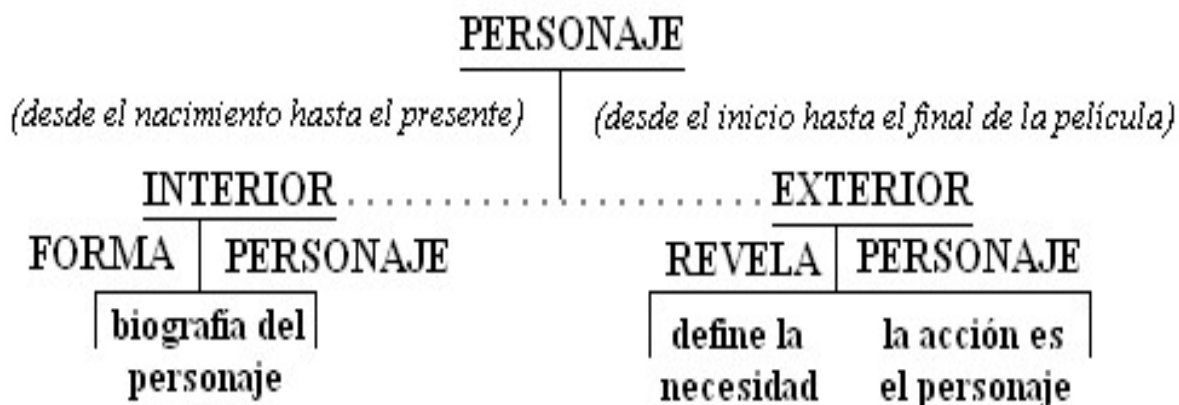 PERSONAJE
(desde el nacimiento hasta el presente)
(desde el inicio hasta el final de la película)
INTERIOR
EXTERIOR
FORMA PERSONAJE
REVELA PERSONAJE
biografía del
personaje
define la
necesidad
la acción es
el personaje